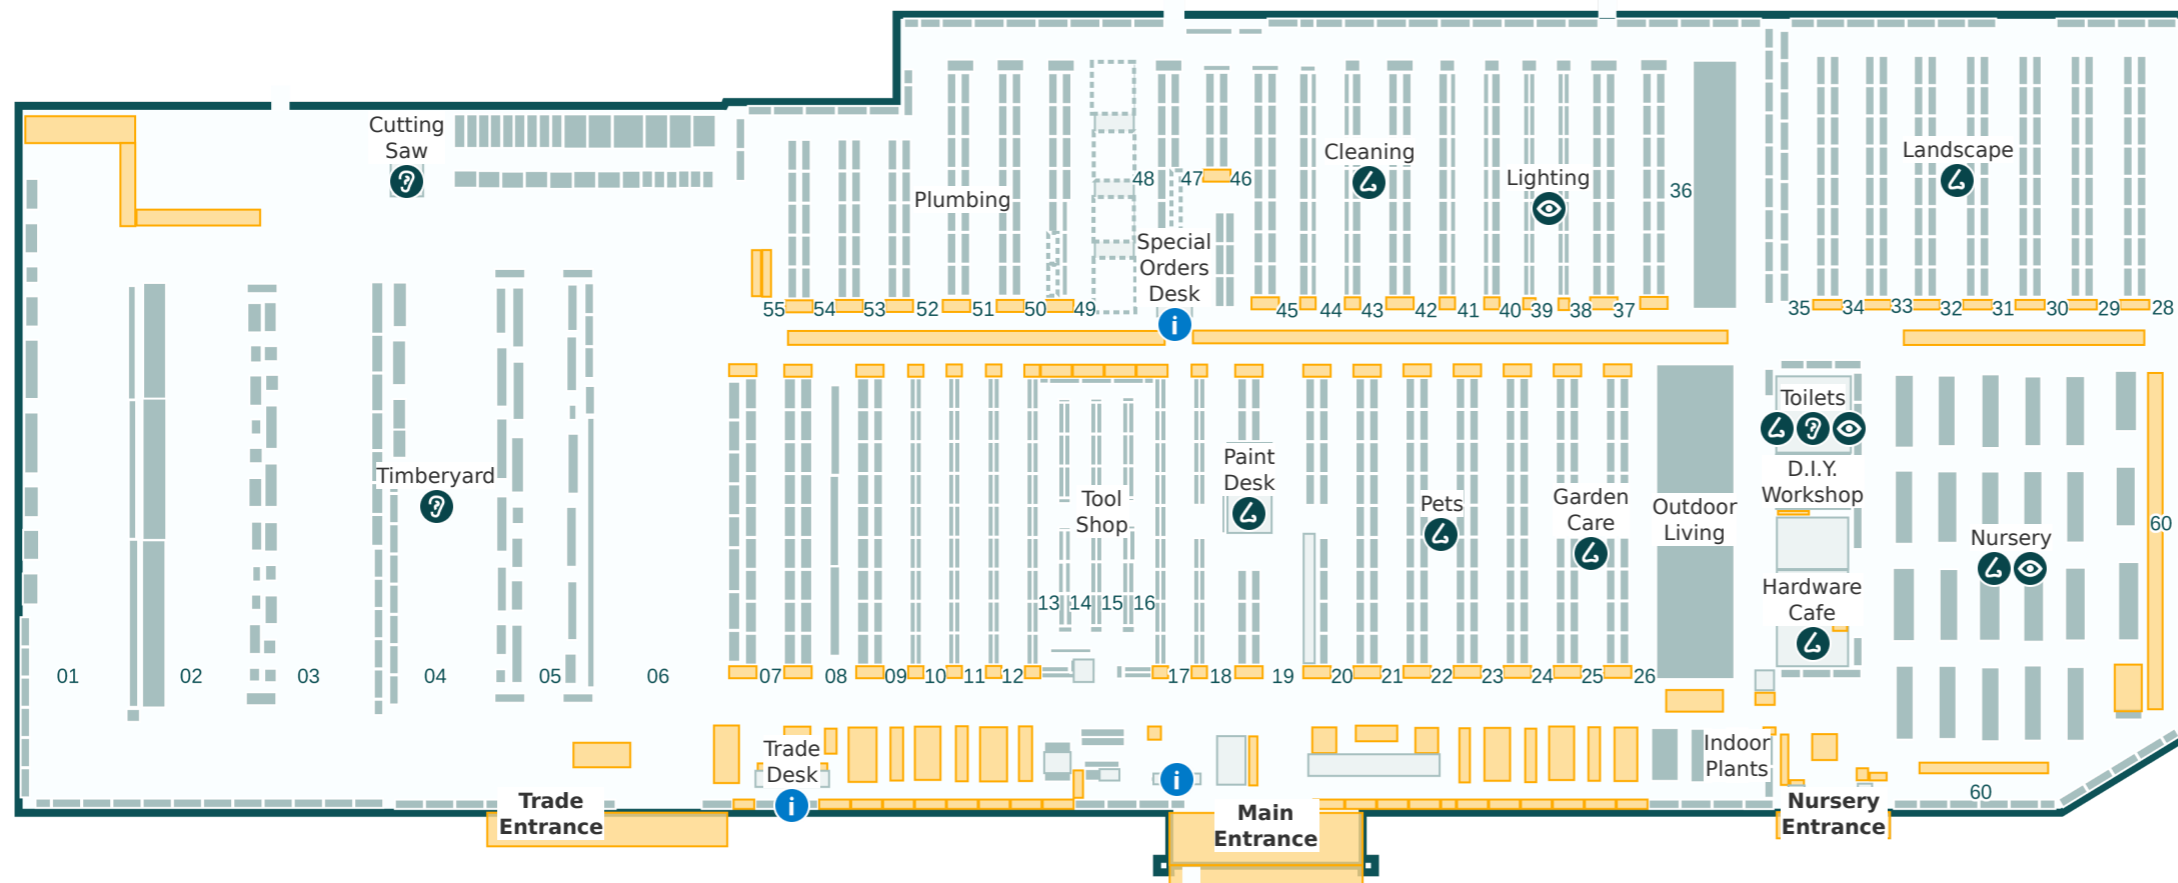 Cutting
Saw
Plumbing
48
47
46
Cleaning
Lighting
36
Landscape
Special
Orders
Desk
55
54
53
52
51
50
49
45
44
43
42
41
40
39
38
37
35
34
33
32
31
30
29
28
Timberyard
Tool
Shop
Paint
Desk
Pets
Garden
Care
Outdoor
Living
Toilets
D.I.Y.
Workshop
Hardware
Cafe
Nursery
60
13
14
15
16
01
02
03
04
05
06
07
08
09
10
11
12
17
18
19
20
21
22
23
24
25
26
Trade
Desk
Indoor
Plants
60
Trade
Entrance
Main
Entrance
Nursery
Entrance